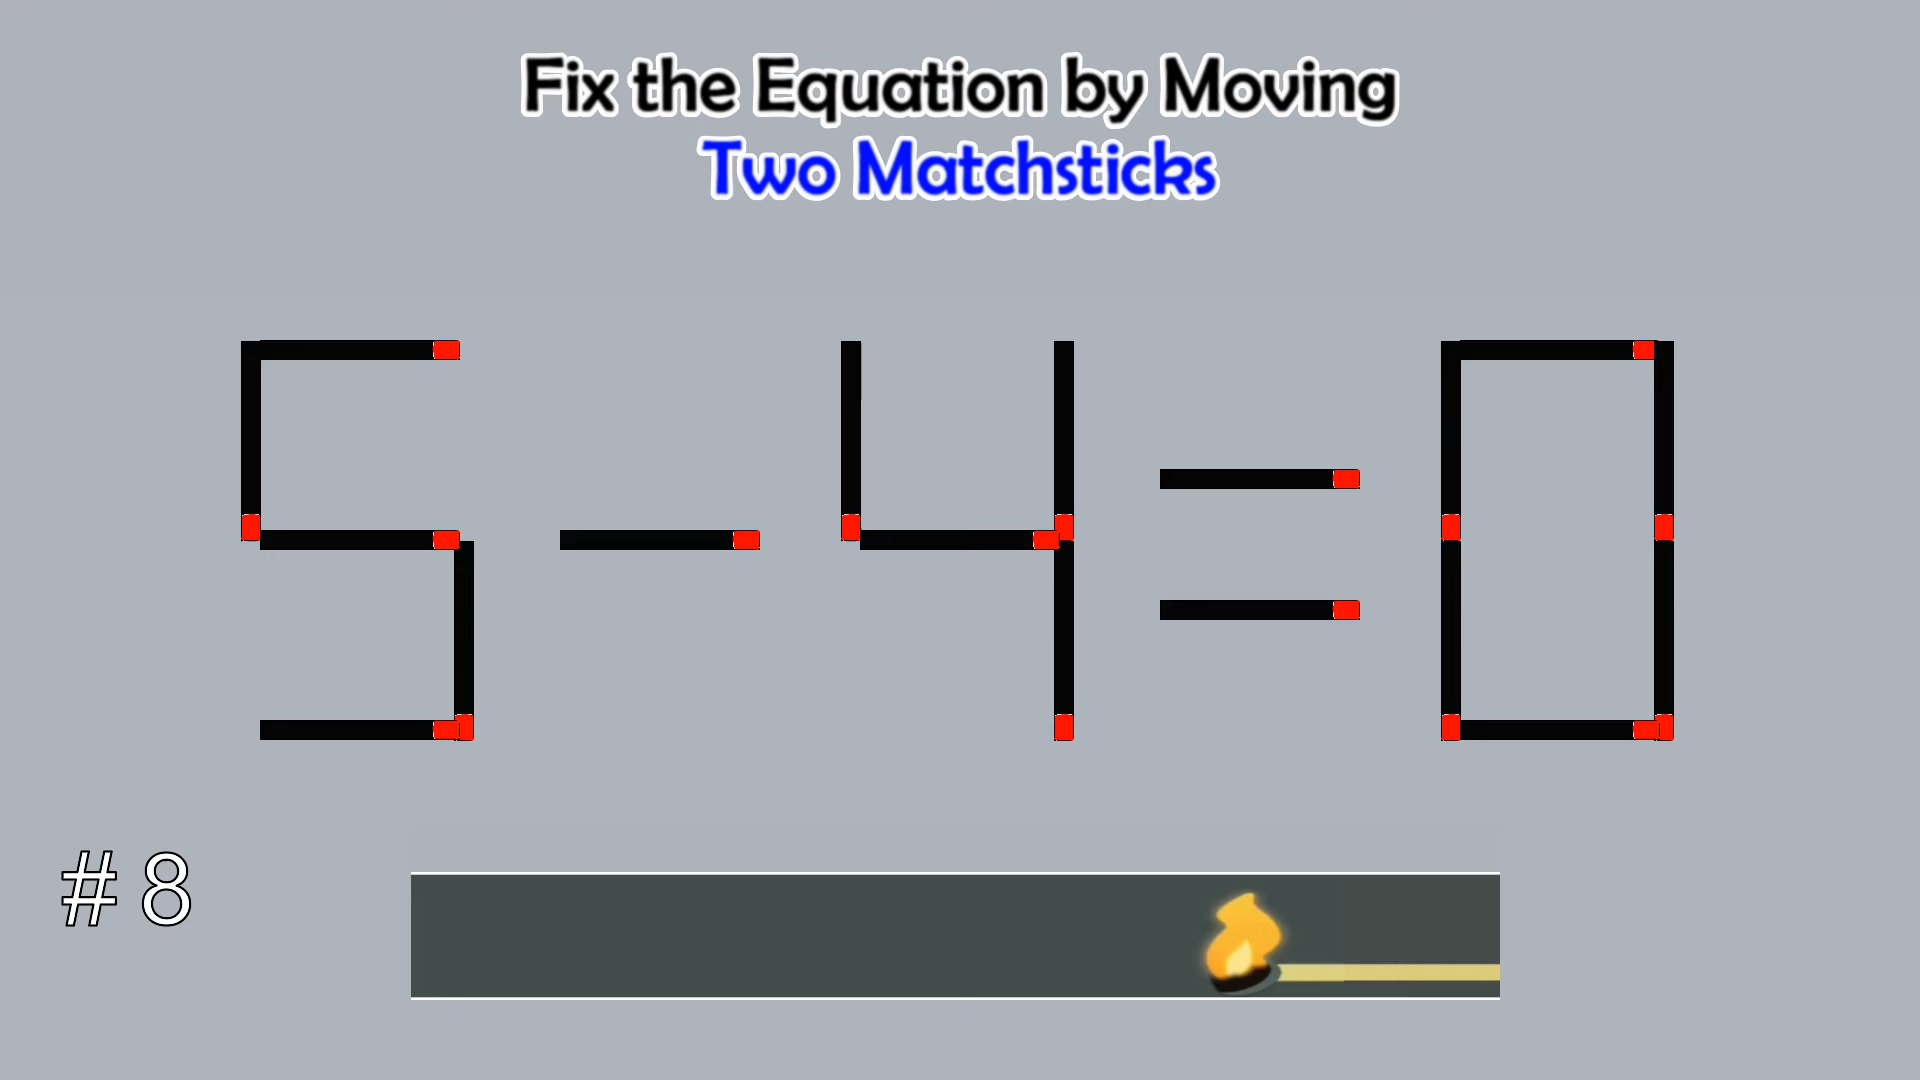 Fix the Equation by Moving
Two Matchsticks
5-4=0
#8